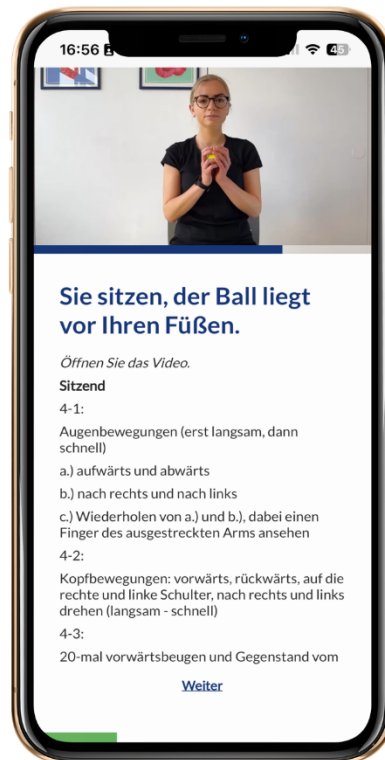 16:56
45
Sie sitzen, der Ball liegt
vor Ihren Füßen.
Öffnen Sie das Video.
Sitzend
4-1:
Augenbewegungen (erst langsam, dann
schnell)
a.) aufwärts und abwärts
b.) nach rechts und nach links
c.) Wiederholen von a.) und b.), dabei einen
Finger des ausgestreckten Arms ansehen
4-2:
Kopfbewegungen: vorwärts, rückwärts, auf die
rechte und linke Schulter, nach rechts und links
drehen (langsam - schnell)
4-3:
20-mal vorwärtsbeugen und Gegenstand vom
Weiter